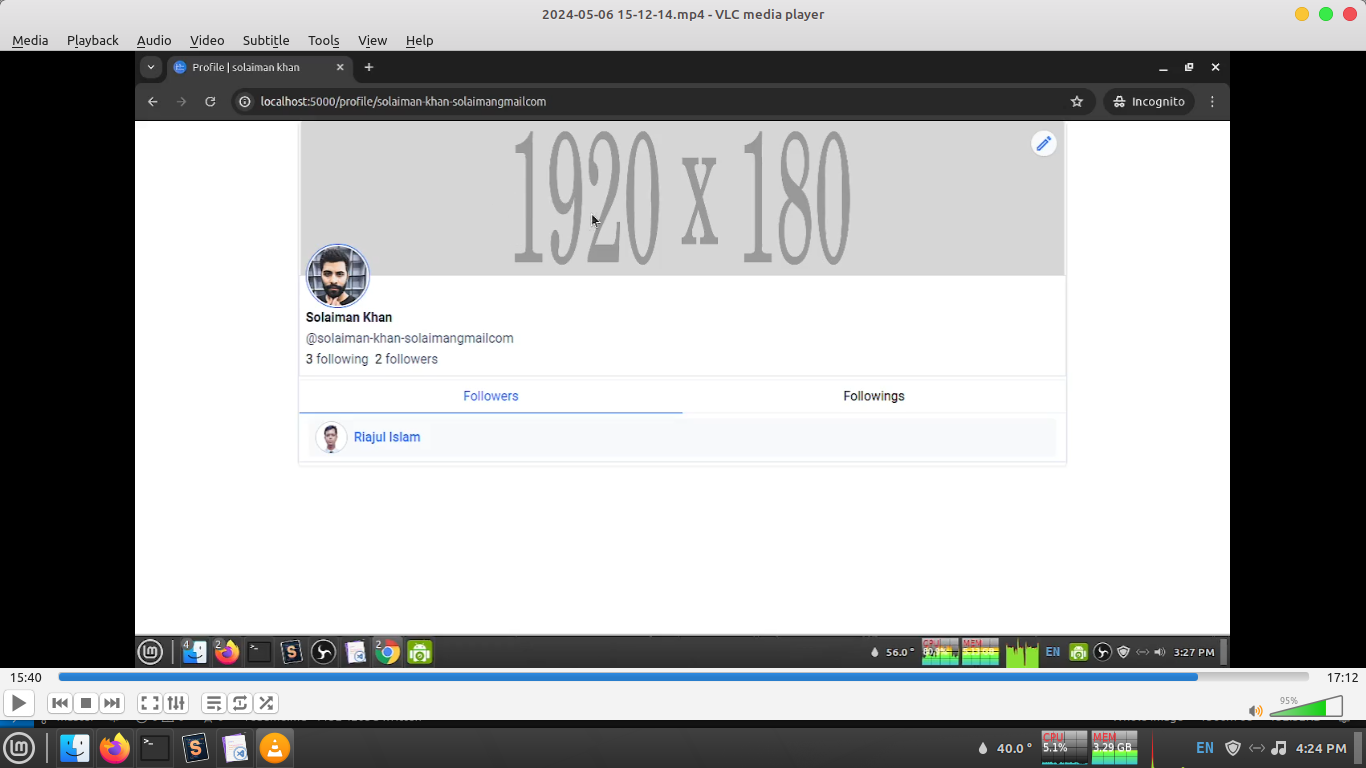 2024-05-06 15-12-14.mp4 - VLC media player
Media Playback Audio Video Subtitle Tools View Help
Profile | solaiman khan
localhost:5000/profile/solaiman-khan-solaimangmailcom
Incognito
1920 x 180
Solaiman Khan
@solaiman-khan-solaimangmailcom
3 following 2 followers
Followers Followings
Riajul Islam
4 2 2 56.0° CPU MEM EN 3:27 PM
15:40 17:12
95%
40.0° CPU 5.1% MEM 3.29 GB EN 4:24 PM